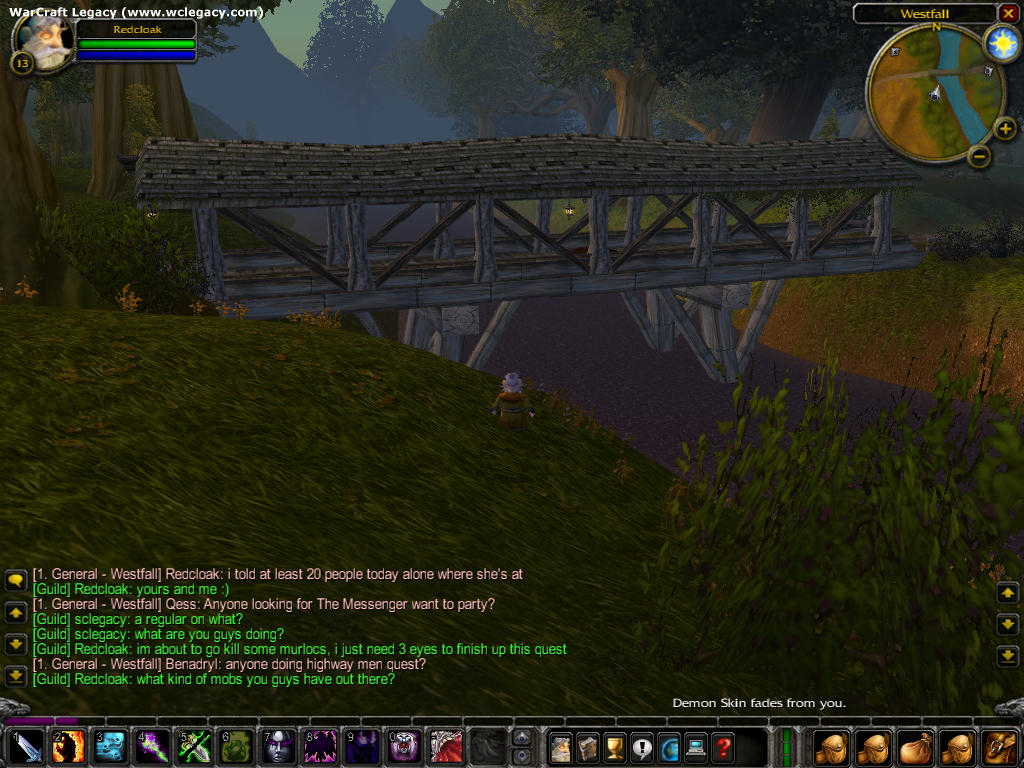 WarCraft Legacy (www.wclegacy.com)
Redcloak
13
Westfall
N
[1. General - Westfall] Redcloak: i told at least 20 people today alone where she's at
[Guild] Redcloak: yours and me :)
[1. General - Westfall] Qess: Anyone looking for The Messenger want to party?
[Guild] sclegacy: a regular on what?
[Guild] sclegacy: what are you guys doing?
[Guild] Redcloak: im about to go kill some murlocs, i just need 3 eyes to finish up this quest
[1. General - Westfall] Benadryl: anyone doing highway men quest?
[Guild] Redcloak: what kind of mobs you guys have out there?
Demon Skin fades from you.
1 2 3 4 5 6 7 8 9 0 - ! ?